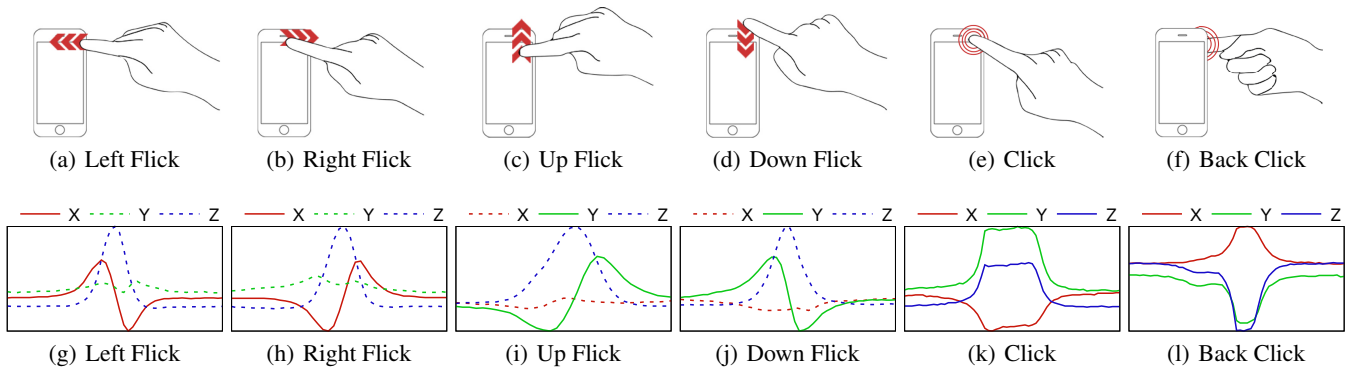 (a) Left Flick (b) Right Flick (c) Up Flick (d) Down Flick (e) Click (f) Back Click
X Y Z X Y Z X Y Z X Y Z X Y Z X Y Z
(g) Left Flick (h) Right Flick (i) Up Flick (j) Down Flick (k) Click (l) Back Click